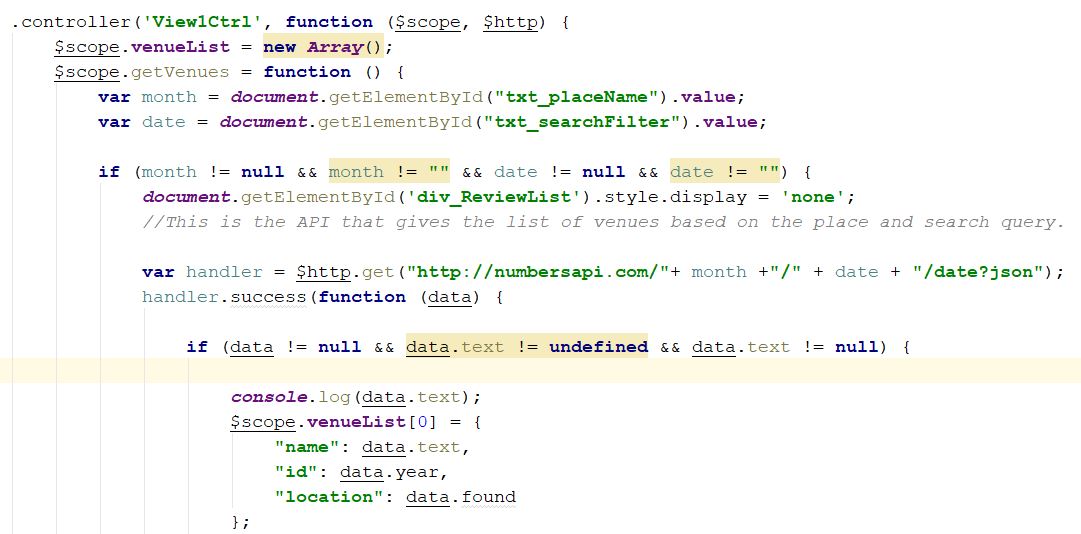 .controller('View1Ctrl', function ($scope, $http) {
$scope.venueList = new Array();
$scope.getVenues = function () {
var month = document.getElementById("txt_placeName").value;
var date = document.getElementById("txt_searchFilter").value;
if (month != null && month != "" && date != null && date != "") {
document.getElementById('div_ReviewList').style.display = 'none';
//This is the API that gives the list of venues based on the place and search query.
var handler = $http.get("http://numbersapi.com/"+ month +"/" + date + "/date?json");
handler.success(function (data) {
if (data != null && data.text != undefined && data.text != null) {
console.log(data.text);
$scope.venueList[0] = {
"name": data.text,
"id": data.year,
"location": data.found
};